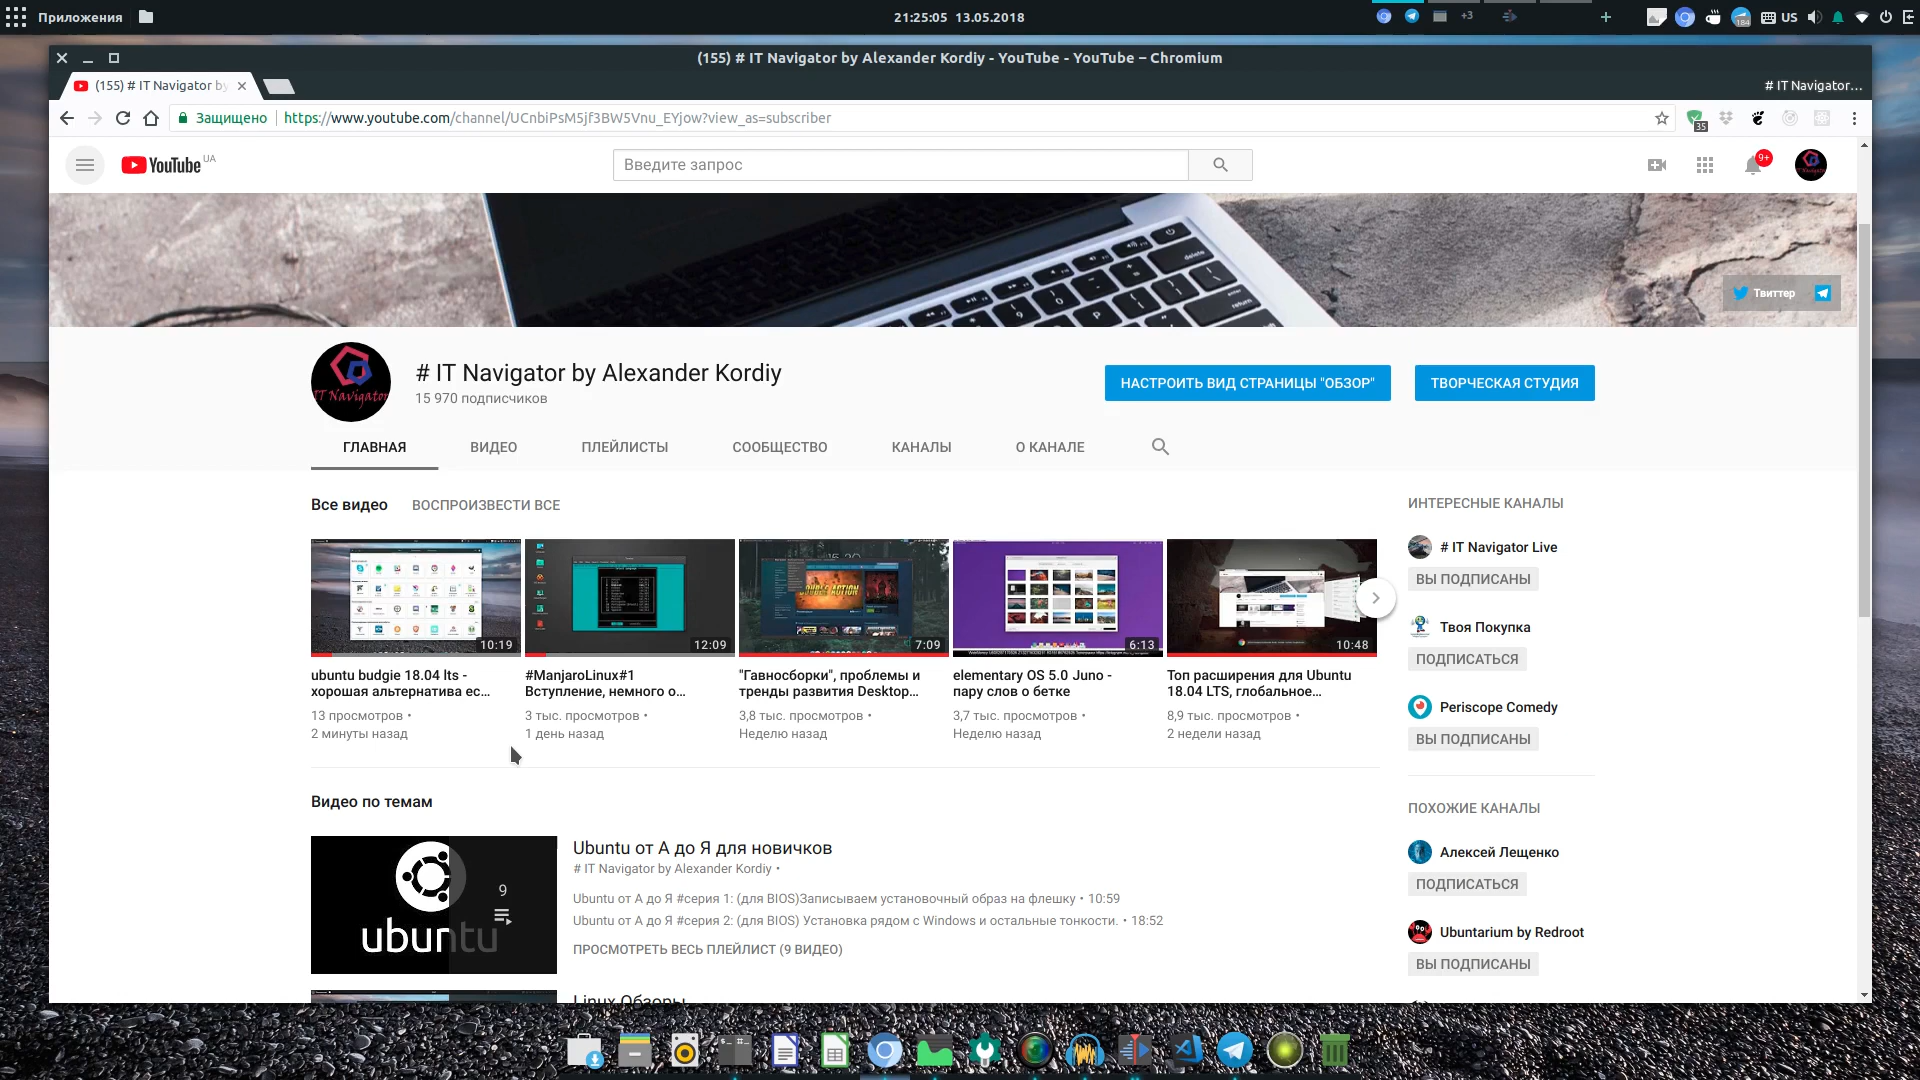 Приложения
21:25:05 13.05.2018
+3
184
US
(155) # IT Navigator by Alexander Kordiy - YouTube - YouTube – Chromium
(155) # IT Navigator by
# IT Navigator…
Защищено
https://www.youtube.com/channel/UCnbiPsM5jf3BW5Vnu_EYjow?view_as=subscriber
35
YouTube UA
Введите запрос
9+
Твиттер
IT Navigator
# IT Navigator by Alexander Kordiy
15 970 подписчиков
НАСТРОИТЬ ВИД СТРАНИЦЫ "ОБЗОР"
ТВОРЧЕСКАЯ СТУДИЯ
ГЛАВНАЯ
ВИДЕО
ПЛЕЙЛИСТЫ
СООБЩЕСТВО
КАНАЛЫ
О КАНАЛЕ
Все видео
ВОСПРОИЗВЕСТИ ВСЕ
10:19
ubuntu budgie 18.04 lts -
хорошая альтернатива ес...
13 просмотров •
2 минуты назад
12:09
#ManjaroLinux#1
Вступление, немного о...
3 тыс. просмотров •
1 день назад
DOUBLE ACTION
7:09
"Гавносборки", проблемы и
тренды развития Desktop...
3,8 тыс. просмотров •
Неделю назад
6:13
elementary OS 5.0 Juno -
пару слов о бетке
3,7 тыс. просмотров •
Неделю назад
10:48
Топ расширения для Ubuntu
18.04 LTS, глобальное...
8,9 тыс. просмотров •
2 недели назад
Видео по темам
ubuntu
9
Ubuntu от А до Я для новичков
# IT Navigator by Alexander Kordiy •
Ubuntu от А до Я #серия 1: (для BIOS)Записываем установочный образ на флешку • 10:59
Ubuntu от А до Я #серия 2: (для BIOS) Установка рядом с Windows и остальные тонкости. • 18:52
ПРОСМОТРЕТЬ ВЕСЬ ПЛЕЙЛИСТ (9 ВИДЕО)
Linux Обзоры
ИНТЕРЕСНЫЕ КАНАЛЫ
# IT Navigator Live
ВЫ ПОДПИСАНЫ
Твоя Покупка
ПОДПИСАТЬСЯ
Periscope Comedy
ВЫ ПОДПИСАНЫ
ПОХОЖИЕ КАНАЛЫ
Алексей Лещенко
ПОДПИСАТЬСЯ
Ubuntarium by Redroot
ВЫ ПОДПИСАНЫ